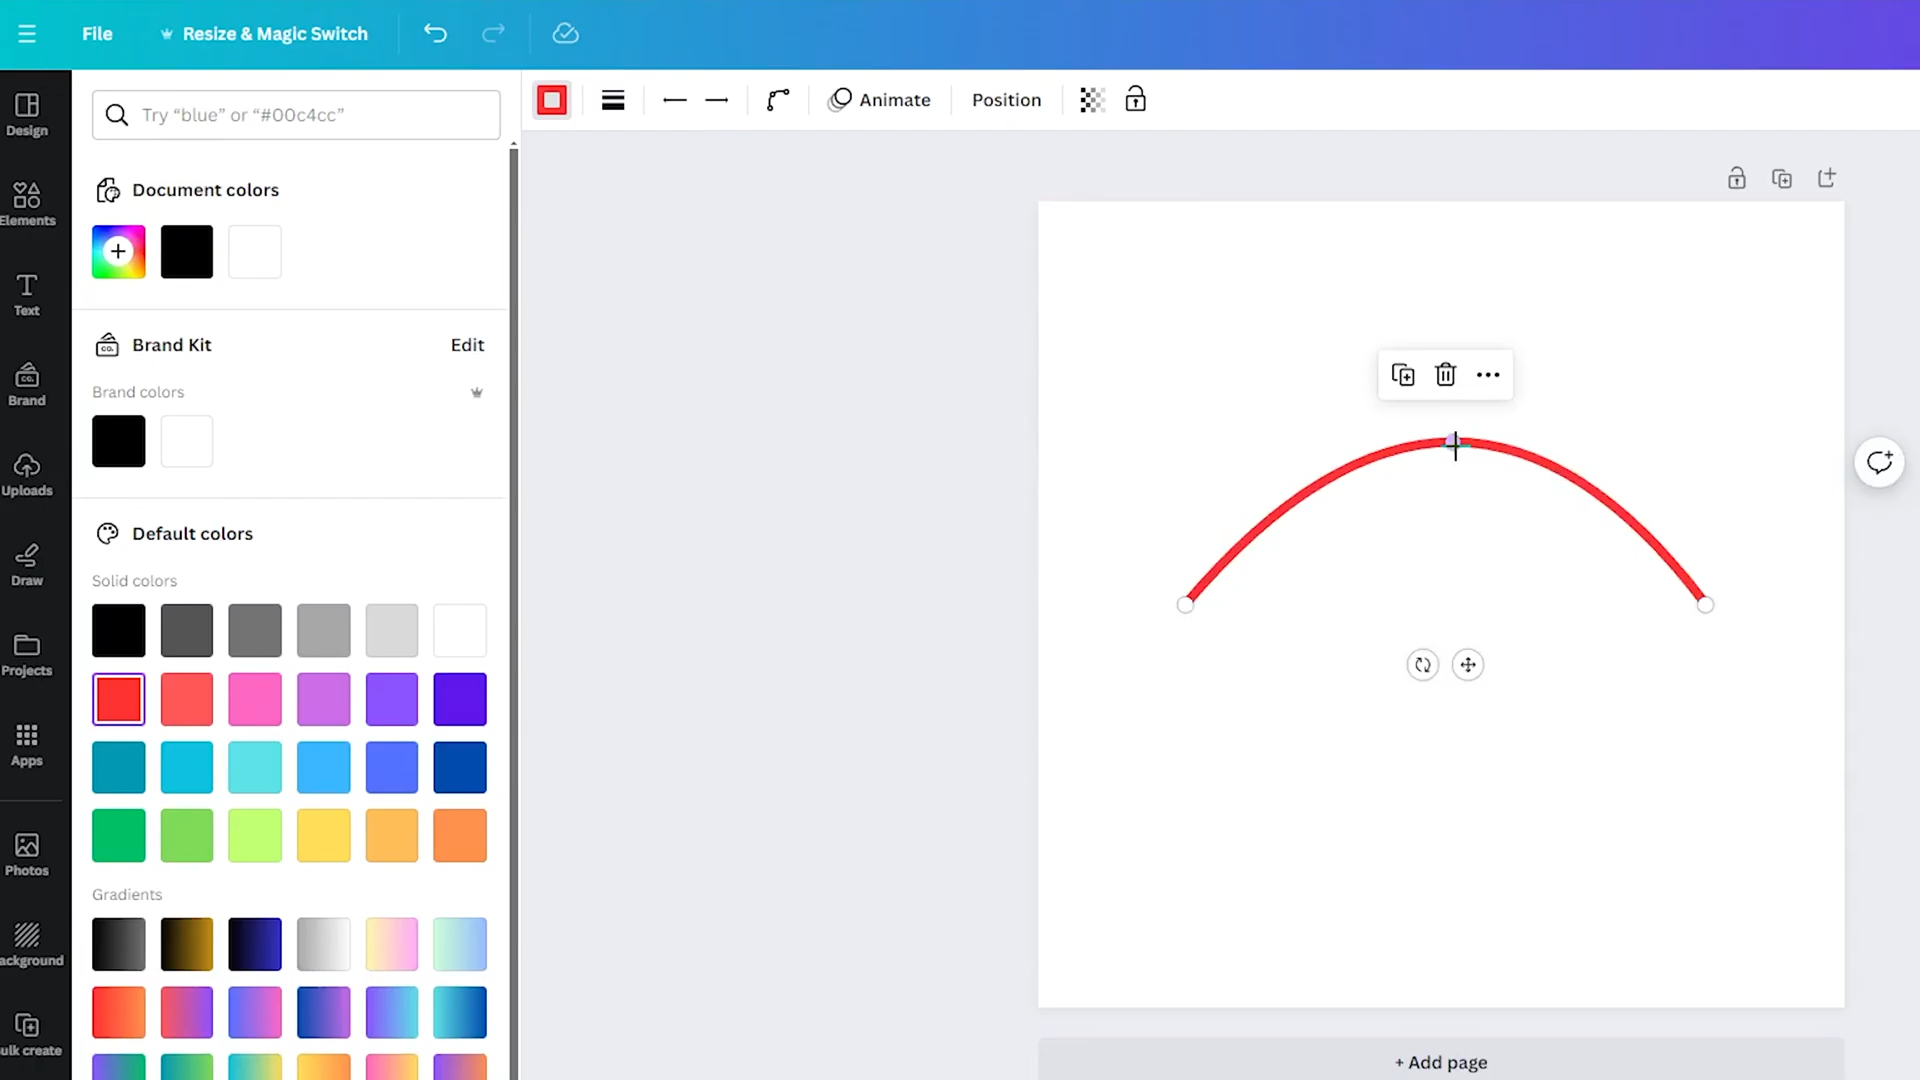 File
Resize & Magic Switch
Design
Elements
Text
Brand
Uploads
Draw
Projects
Apps
Photos
ackground
ulk create
Try “blue” or “#00c4cc”
Document colors
Brand Kit
Edit
CO.
Brand colors
Default colors
Solid colors
Gradients
Animate
Position
+ Add page